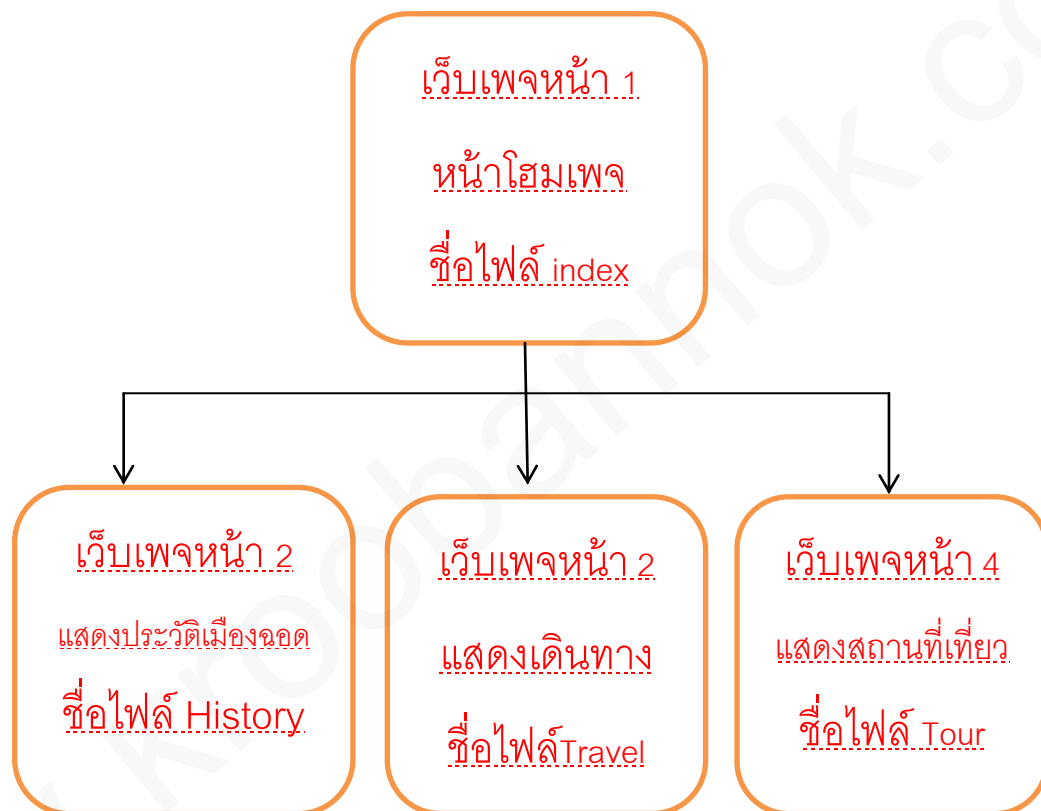 เว็บเพจหน้า 1
หน้าโฮมเพจ
ชื่อไฟล์ index
เว็บเพจหน้า 2
แสดงประวัติเมืองฉอด
ชื่อไฟล์ History
เว็บเพจหน้า 2
แสดงเดินทาง
ชื่อไฟล์Travel
เว็บเพจหน้า 4
แสดงสถานที่เที่ยว
ชื่อไฟล์ Tour
kroobannok.co